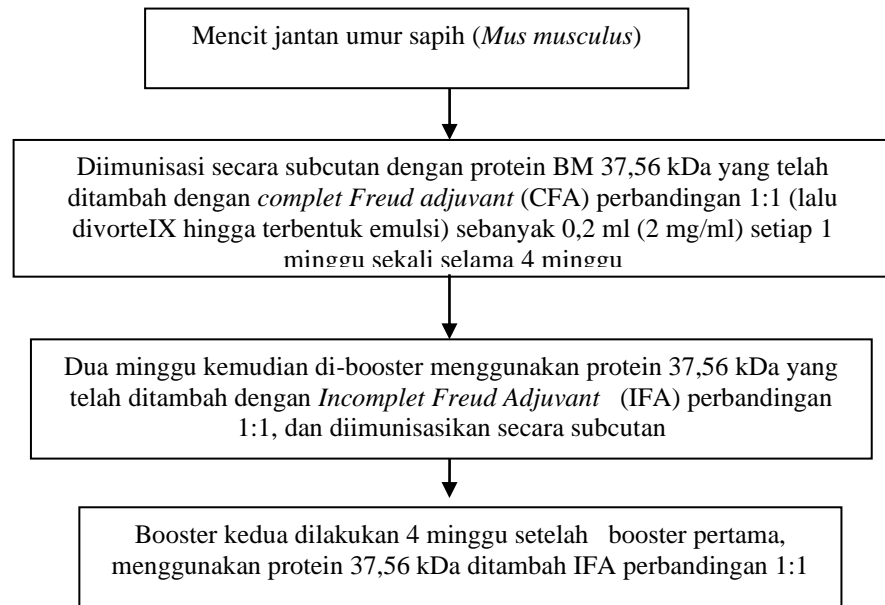 Mencit jantan umur sapih (Mus musculus)
Diimunisasi secara subcutan dengan protein BM 37,56 kDa yang telah
ditambah dengan complet Freud adjuvant (CFA) perbandingan 1:1 (lalu
divorteIX hingga terbentuk emulsi) sebanyak 0,2 ml (2 mg/ml) setiap 1
minggu sekali selama 4 minggu
Dua minggu kemudian di-booster menggunakan protein 37,56 kDa yang
telah ditambah dengan Incomplet Freud Adjuvant (IFA) perbandingan
1:1, dan diimunisasikan secara subcutan
Booster kedua dilakukan 4 minggu setelah booster pertama,
menggunakan protein 37,56 kDa ditambah IFA perbandingan 1:1